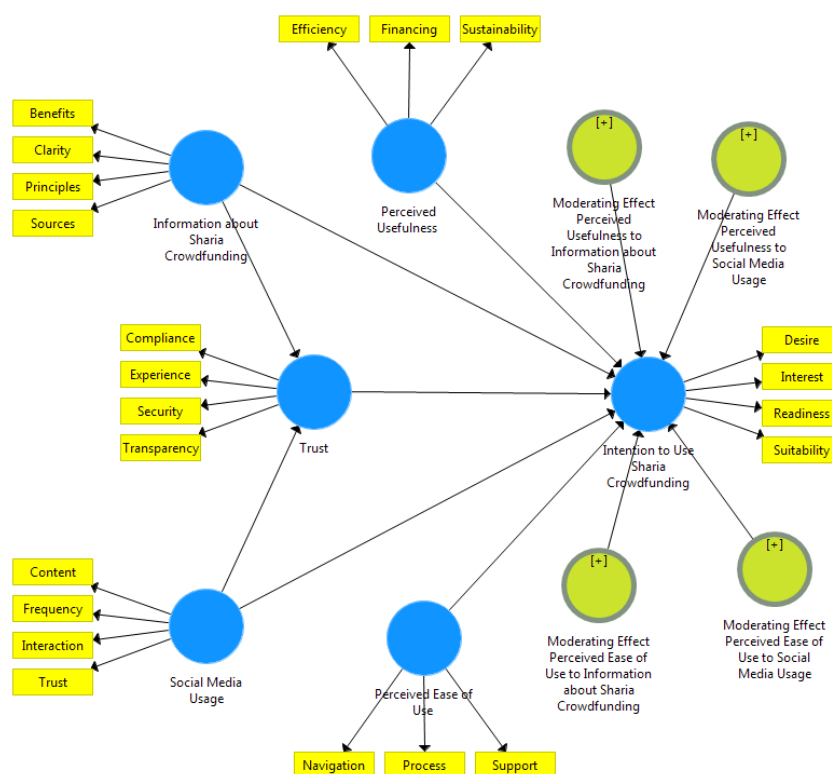 Efficiency
Financing
Sustainability
Benefits
Clarity
Principles
Sources
Information about
Sharia
Crowdfunding
Perceived
Usefulness
[+]
Moderating Effect
Perceived
Usefulness to
Information about
Sharia
Crowdfunding
[+]
Moderating Effect
Perceived
Usefulness to
Social Media
Usage
Compliance
Experience
Security
Transparency
Trust
Desire
Interest
Readiness
Suitability
Intention to Use
Sharia
Crowdfunding
Content
Frequency
Interaction
Trust
Social Media
Usage
Perceived Ease of
Use
Navigation
Process
Support
[+]
Moderating Effect
Perceived Ease of
Use to Information
about Sharia
Crowdfunding
[+]
Moderating Effect
Perceived Ease of
Use to Social
Media Usage